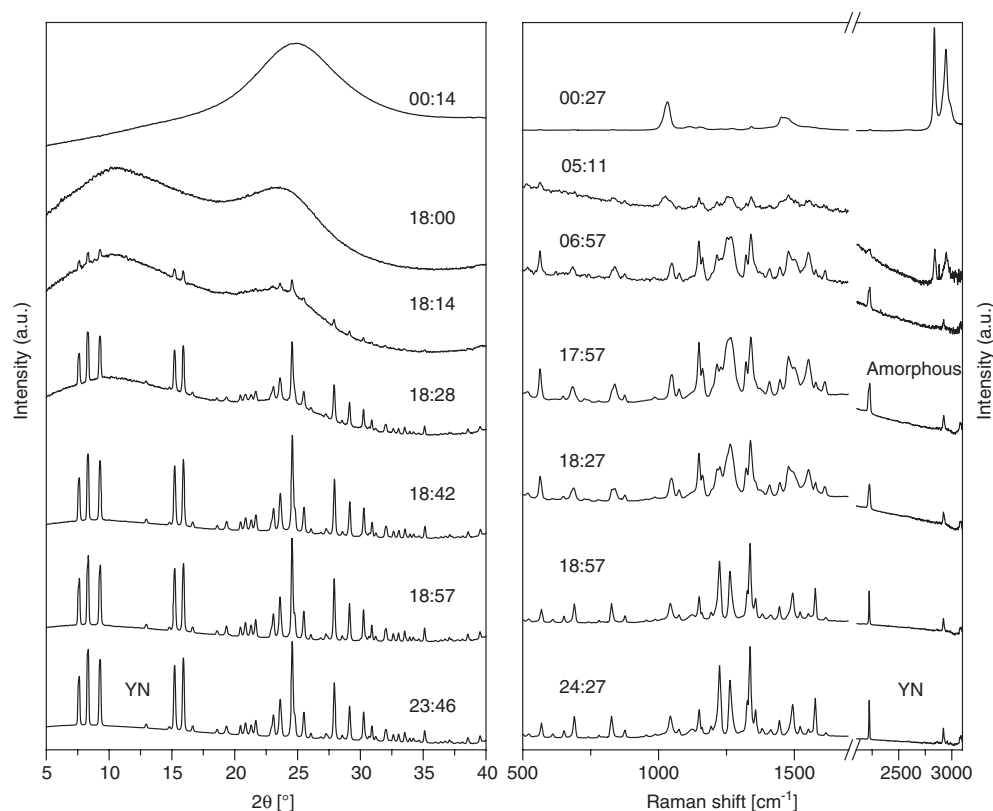 Intensity (a.u.)
00:14
18:00
18:14
18:28
18:42
18:57
YN
23:46
5 10 15 20 25 30 35 40
2θ [°]
00:27
05:11
06:57
17:57
Amorphous
18:27
18:57
24:27
YN
500 1000 1500 2500 3000
Raman shift [cm⁻¹]
Intensity (a.u.)